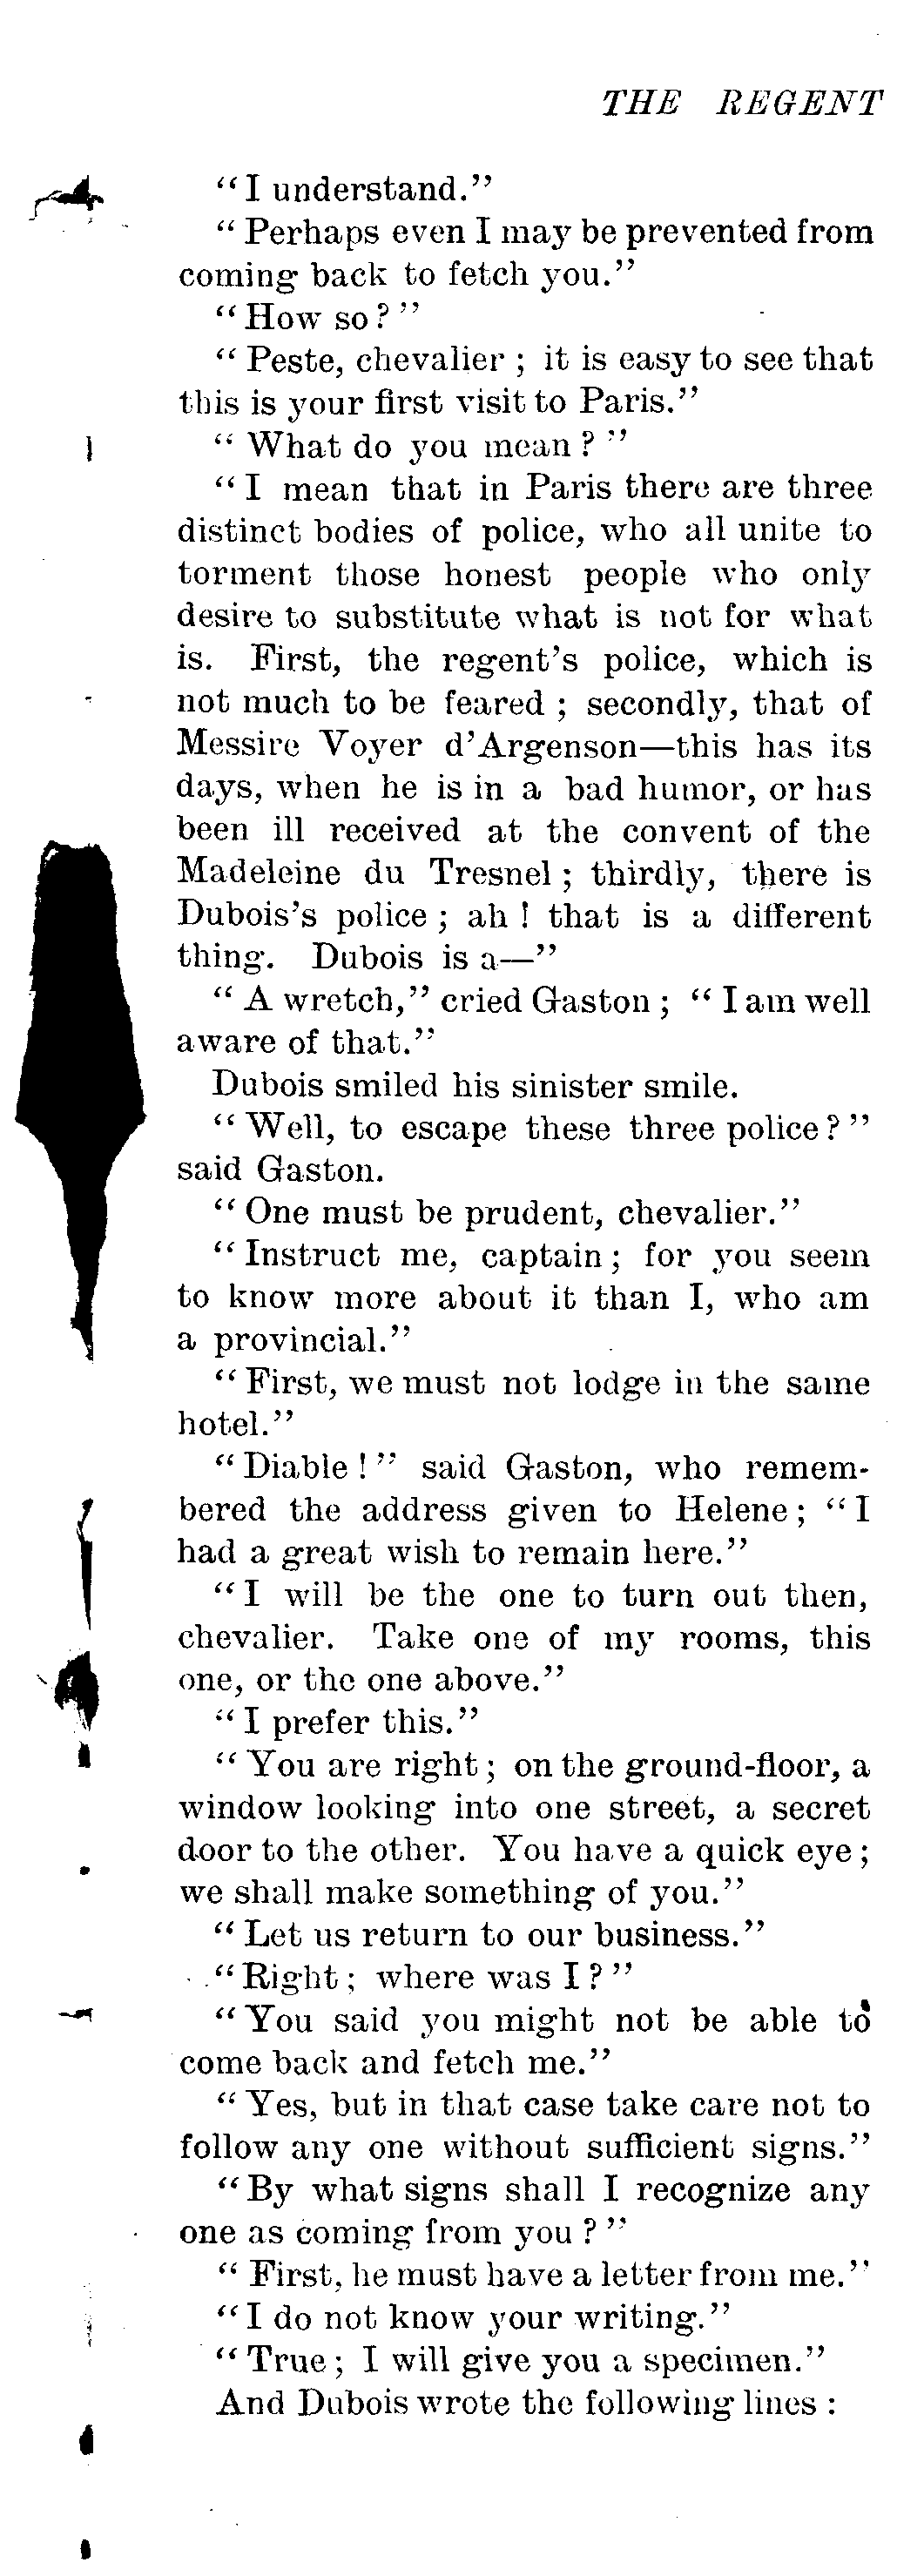 THE REGENT
"I understand."
"Perhaps even I may be prevented from
coming back to fetch you."
"How so?"
"Peste, chevalier; it is easy to see that
this is your first visit to Paris."
"What do you mean?"
"I mean that in Paris there are three
distinct bodies of police, who all unite to
torment those honest people who only
desire to substitute what is not for what
is. First, the regent's police, which is
not much to be feared; secondly, that of
Messire Voyer d'Argenson—this has its
days, when he is in a bad humor, or has
been ill received at the convent of the
Madeleine du Tresnel; thirdly, there is
Dubois's police; ah! that is a different
thing. Dubois is a—"
"A wretch," cried Gaston; "I am well
aware of that."
Dubois smiled his sinister smile.
"Well, to escape these three police?"
said Gaston.
"One must be prudent, chevalier."
"Instruct me, captain; for you seem
to know more about it than I, who am
a provincial."
"First, we must not lodge in the same
hotel."
"Diable!" said Gaston, who remem-
bered the address given to Helene; "I
had a great wish to remain here."
"I will be the one to turn out then,
chevalier. Take one of my rooms, this
one, or the one above."
"I prefer this."
"You are right; on the ground-floor, a
window looking into one street, a secret
door to the other. You have a quick eye;
we shall make something of you."
"Let us return to our business."
"Right; where was I?"
"You said you might not be able to
come back and fetch me."
"Yes, but in that case take care not to
follow any one without sufficient signs."
"By what signs shall I recognize any
one as coming from you?"
"First, he must have a letter from me."
"I do not know your writing."
"True; I will give you a specimen."
And Dubois wrote the following lines: